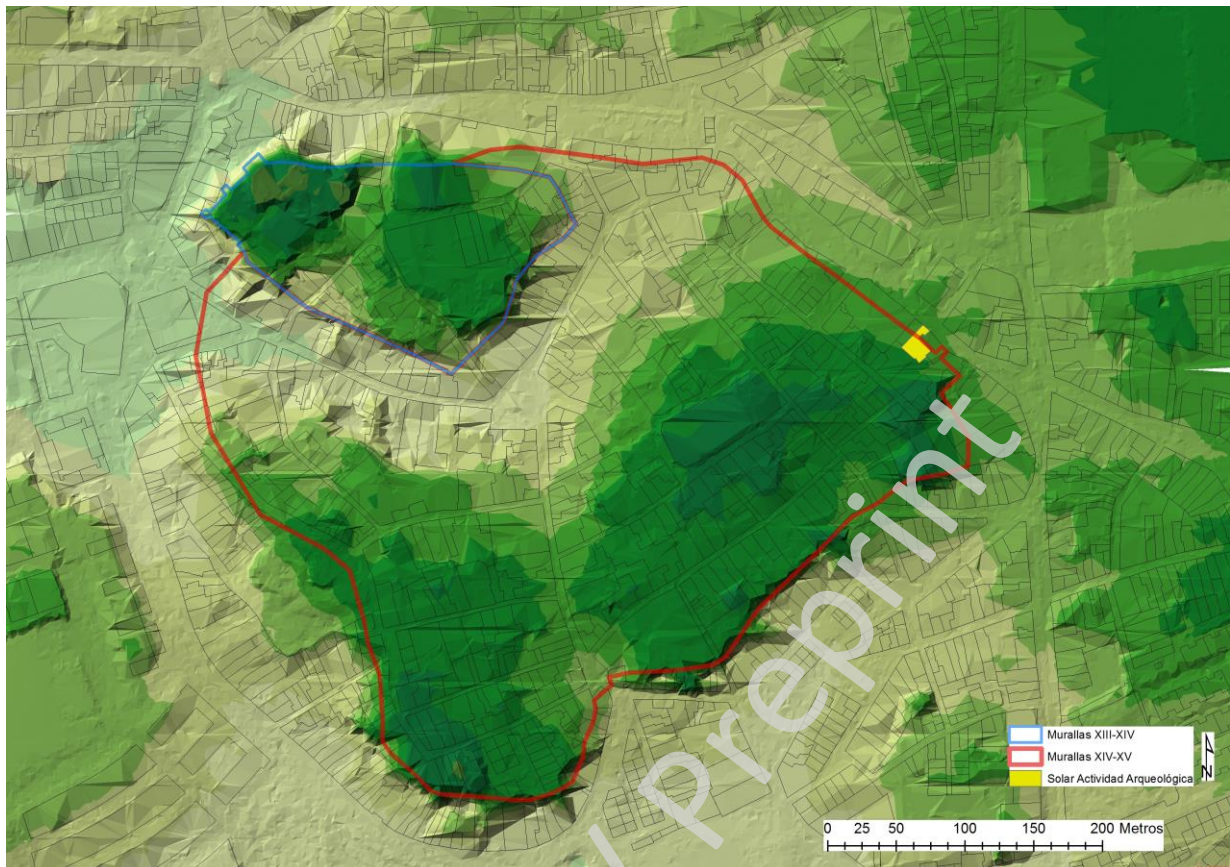 Preprint
Murallas XIII-XIV
Murallas XIV-XV
Solar Actividad Arqueológica
N
0 25 50 100 150 200 Metros